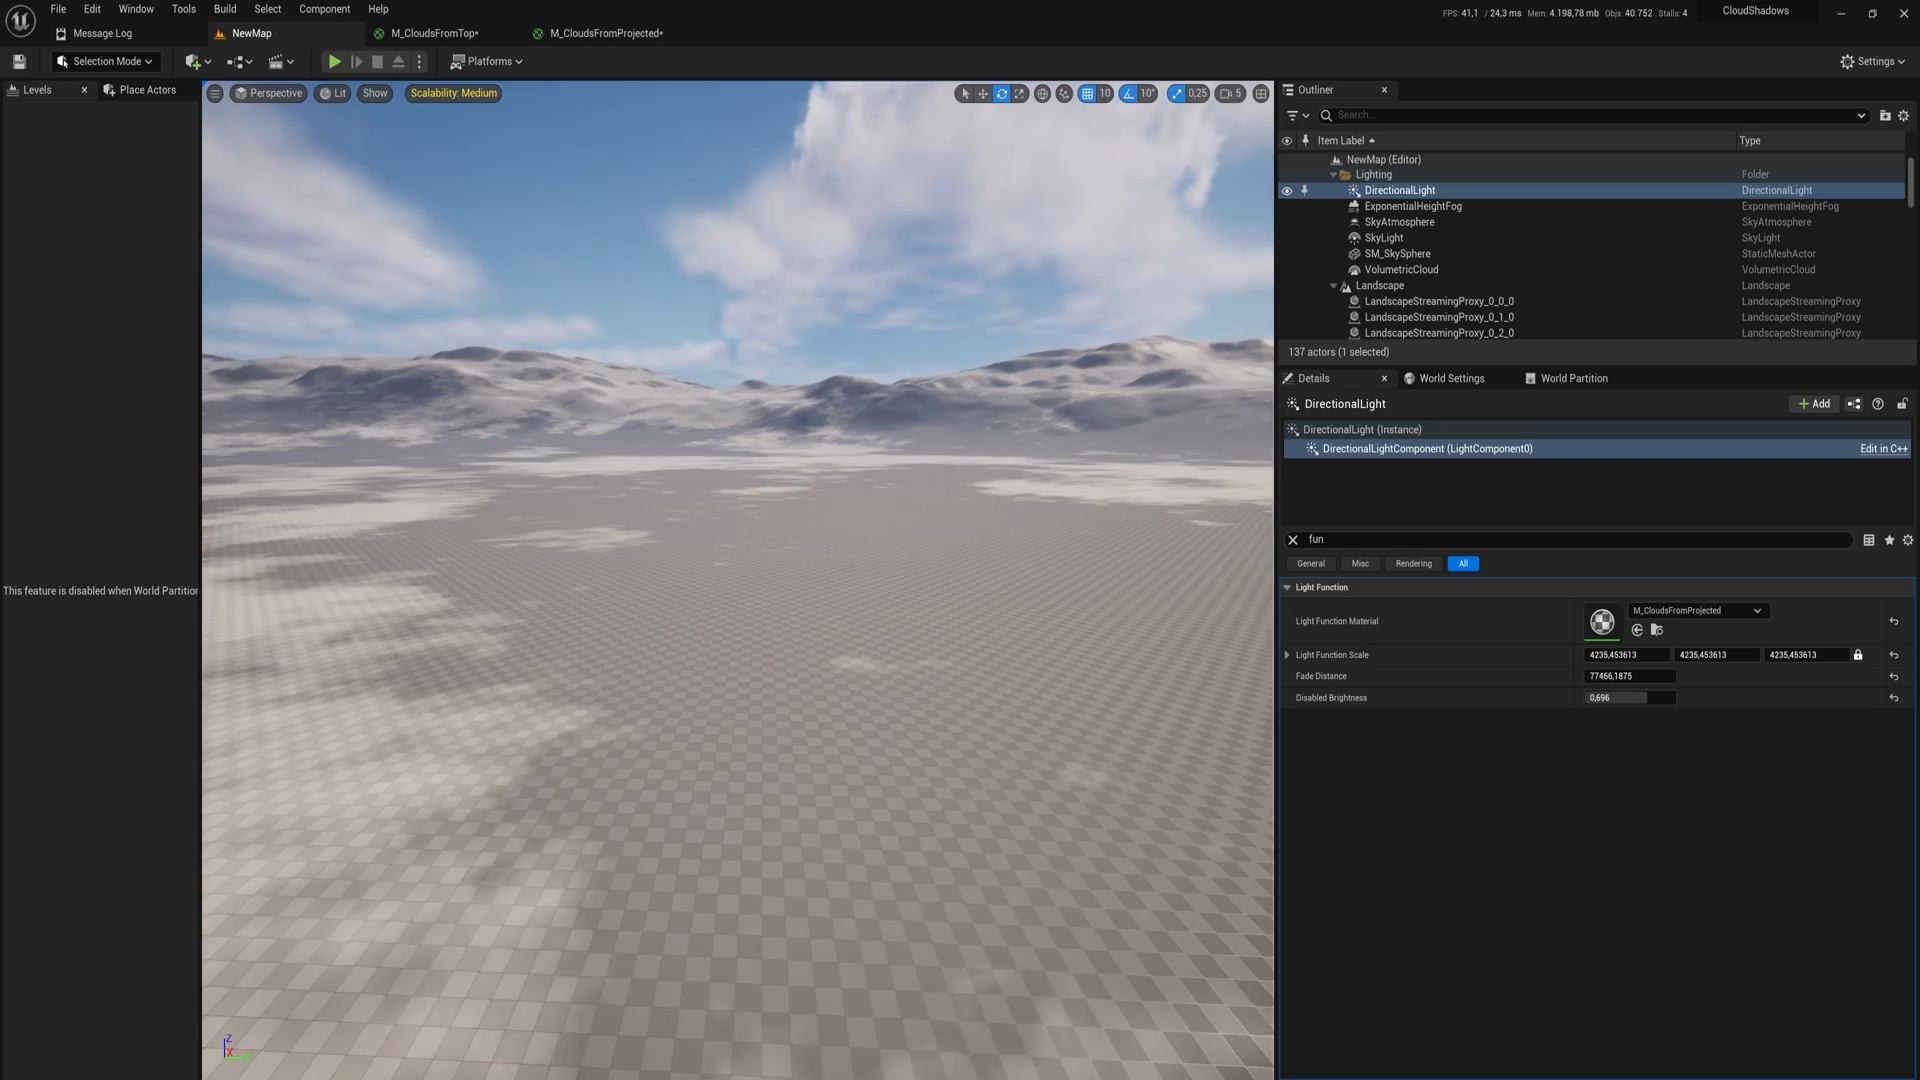 File Edit Window Tools Build Select Component Help
FPS: 41,1 / 24,3 ms Mem: 4.198,78 mb Objs: 40.752 Stalls: 4
CloudShadows
Message Log
NewMap
M_CloudsFromTop*
M_CloudsFromProjected*
Selection Mode
Platforms
Settings
Levels
Place Actors
Perspective
Lit
Show
Scalability: Medium
10
10°
0,25
5
This feature is disabled when World Partition
Outliner
Search...
Item Label
Type
NewMap (Editor)
Lighting Folder
DirectionalLight DirectionalLight
ExponentialHeightFog ExponentialHeightFog
SkyAtmosphere SkyAtmosphere
SkyLight SkyLight
SM_SkySphere StaticMeshActor
VolumetricCloud VolumetricCloud
Landscape Landscape
LandscapeStreamingProxy_0_0_0 LandscapeStreamingProxy
LandscapeStreamingProxy_0_1_0 LandscapeStreamingProxy
LandscapeStreamingProxy_0_2_0 LandscapeStreamingProxy
137 actors (1 selected)
Details
World Settings
World Partition
DirectionalLight
Add
DirectionalLight (Instance)
DirectionalLightComponent (LightComponent0) Edit in C++
fun
General Misc Rendering All
Light Function
Light Function Material M_CloudsFromProjected
Light Function Scale 4235,453613 4235,453613 4235,453613
Fade Distance 77466,1875
Disabled Brightness 0,696
Z
X
Y